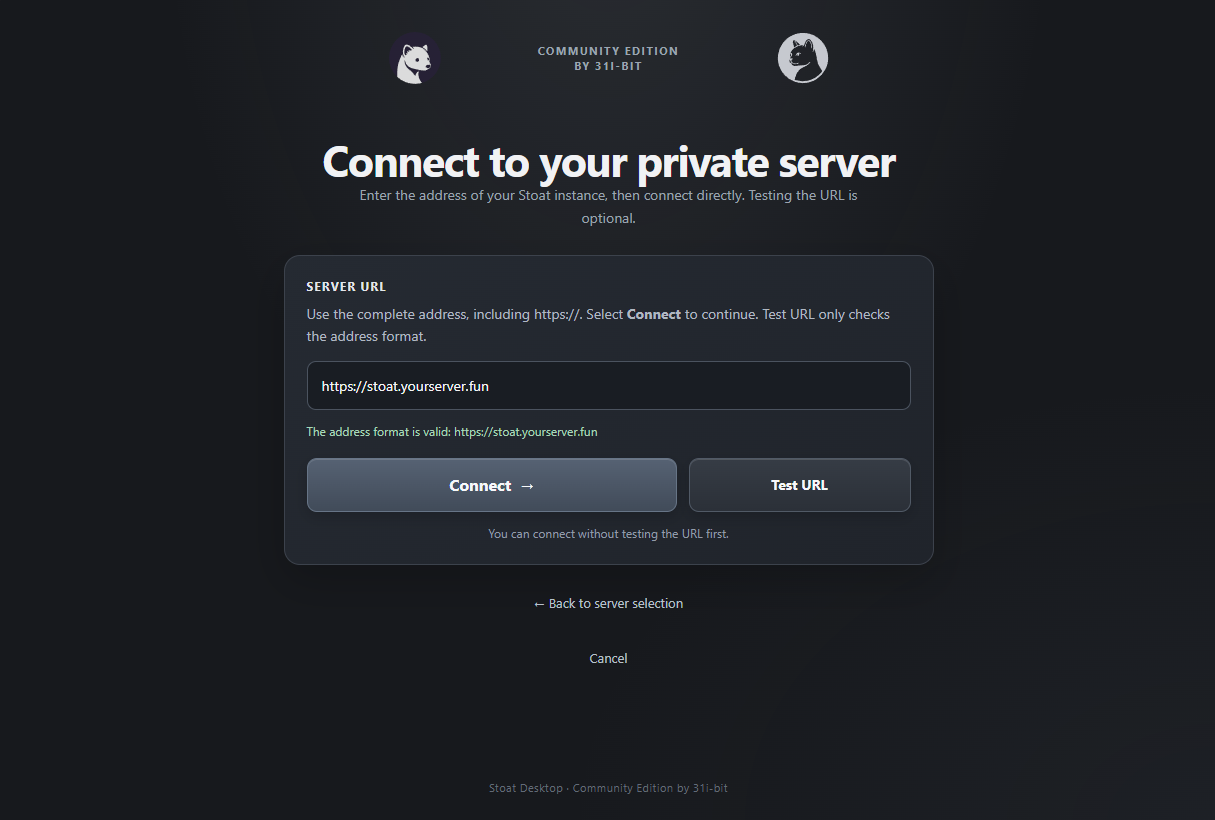 COMMUNITY EDITION
BY 31I-BIT
Connect to your private server
Enter the address of your Stoat instance, then connect directly. Testing the URL is
optional.
SERVER URL
Use the complete address, including https://. Select Connect to continue. Test URL only checks
the address format.
https://stoat.yourserver.fun
The address format is valid: https://stoat.yourserver.fun
Connect →
Test URL
You can connect without testing the URL first.
← Back to server selection
Cancel
Stoat Desktop · Community Edition by 31i-bit